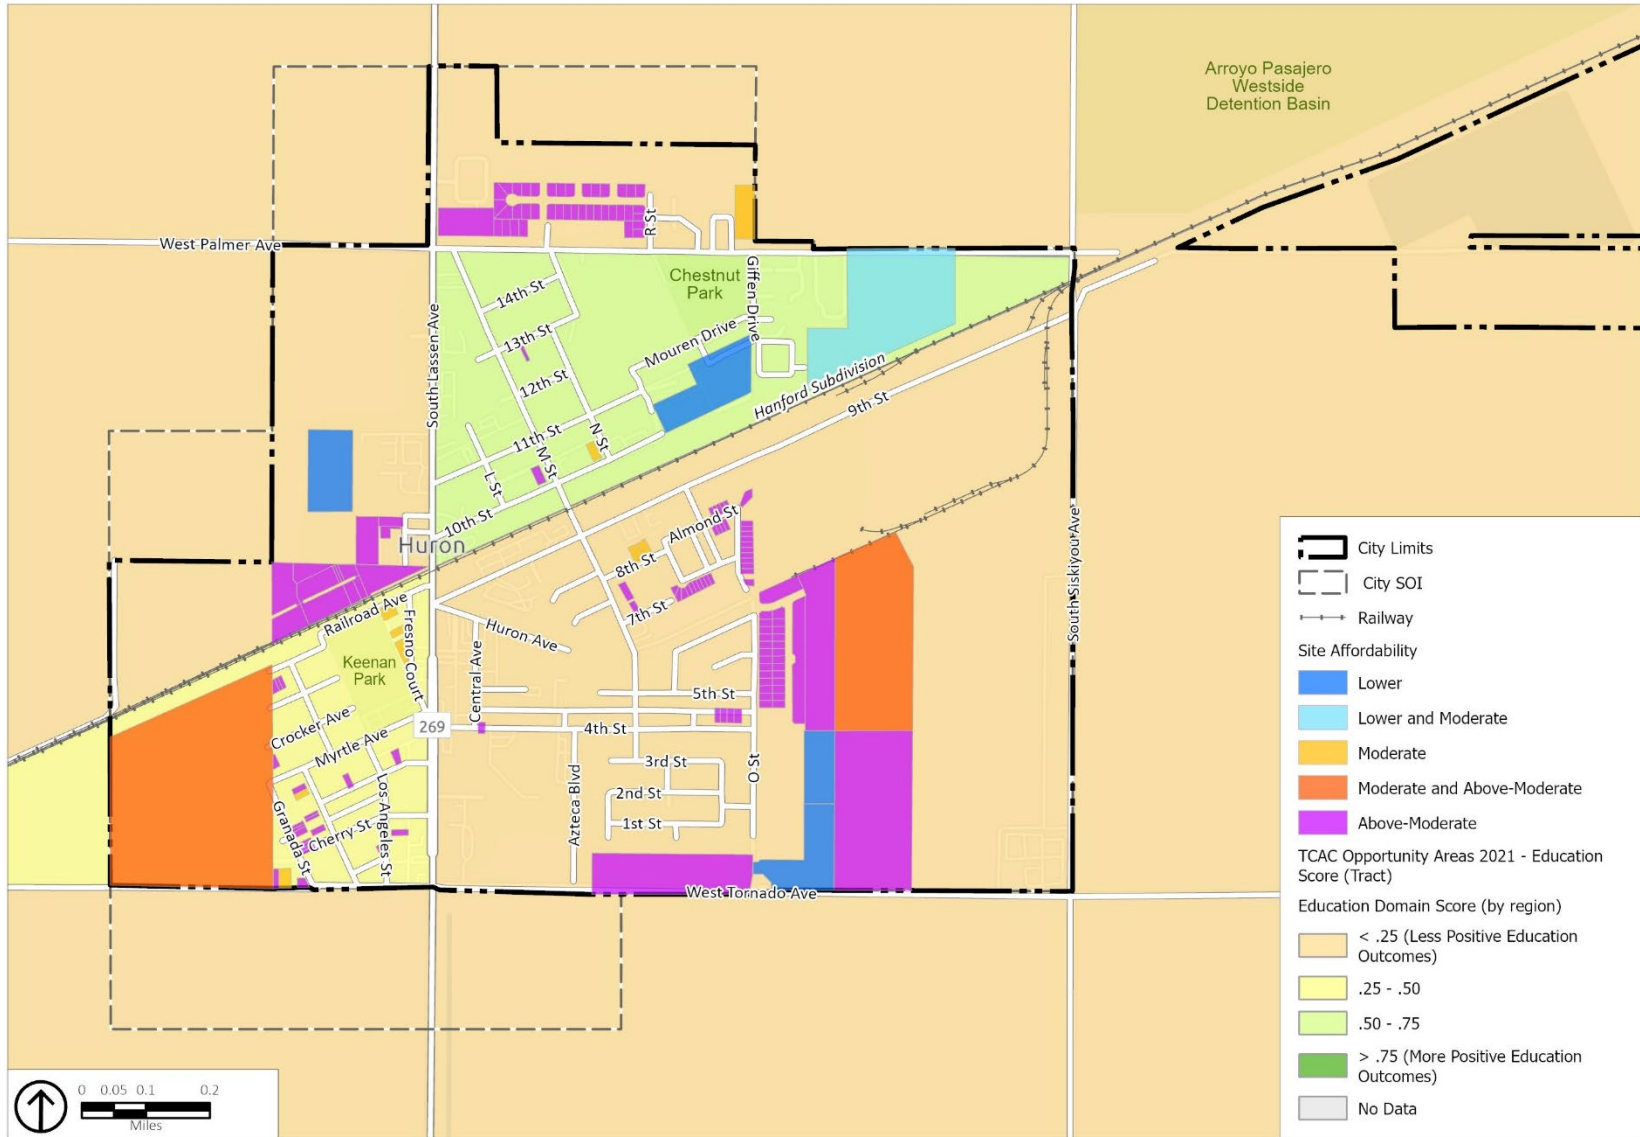 Arroyo Pasajero
Westside
Detention Basin
West Palmer Ave
R St
Chestnut
Park
Giffen Drive
14th St
13th St
Mouren Drive
12th St
South Lassen Ave
Hanford Subdivision
9th St
11th St
N St
M St
L St
10th St
Huron
Almond St
8th St
7th St
South Siskiyou Ave
Railroad Ave
Fresno Court
Huron Ave
Central Ave
Keenan
Park
5th St
Crocker Ave
269
4th St
Myrtle Ave
3rd St
O St
2nd St
Azteca Blvd
Los Angeles St
Granada St
1st St
Cherry St
West Tornado Ave
City Limits
City SOI
Railway
Site Affordability
Lower
Lower and Moderate
Moderate
Moderate and Above-Moderate
Above-Moderate
TCAC Opportunity Areas 2021 - Education
Score (Tract)
Education Domain Score (by region)
< .25 (Less Positive Education
Outcomes)
.25 - .50
.50 - .75
> .75 (More Positive Education
Outcomes)
No Data
0 0.05 0.1 0.2
Miles